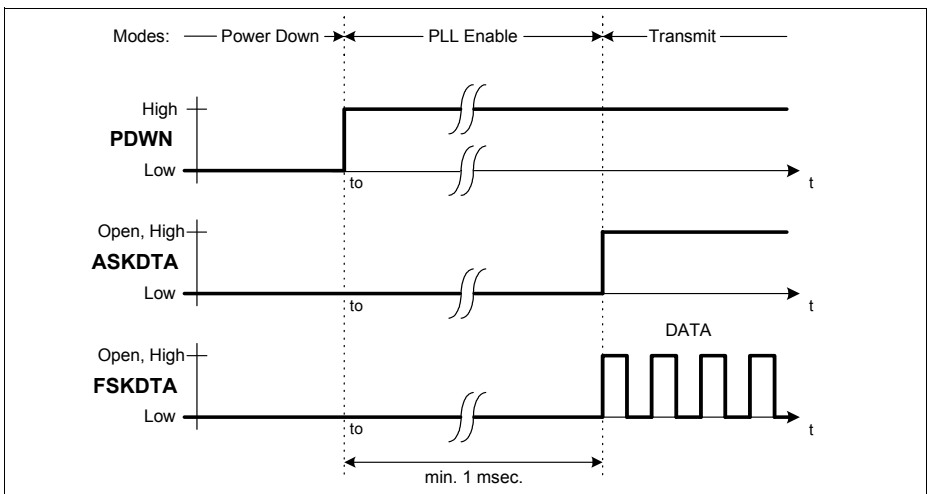 Modes: Power Down PLL Enable Transmit
High
PDWN
Low
to
t
Open, High
ASKDTA
Low
to
t
DATA
Open, High
FSKDTA
Low
to
t
min. 1 msec.